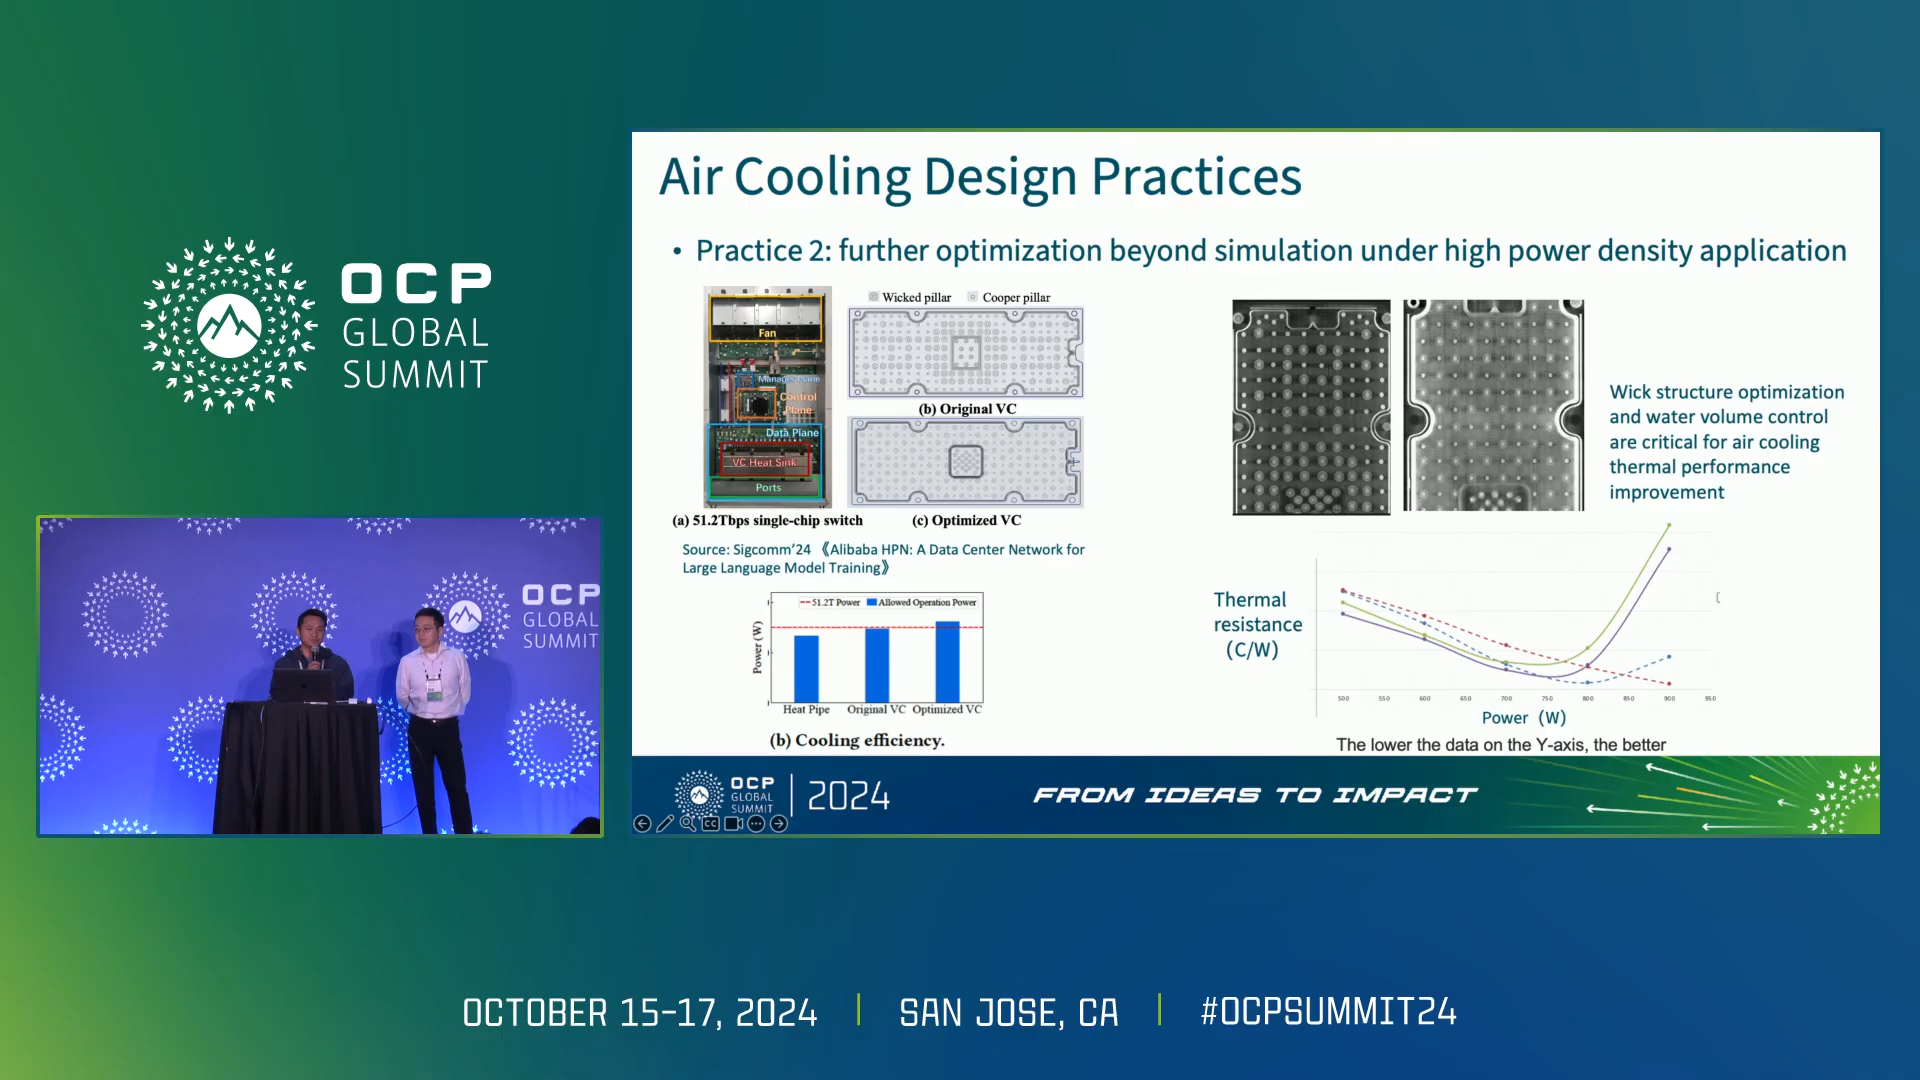 OCP
GLOBAL
SUMMIT
OCP
GLOBAL
SUMMIT
Air Cooling Design Practices
• Practice 2: further optimization beyond simulation under high power density application
Fan
Manage Plane
Control
Plane
Data Plane
VC Heat Sink
Ports
(a) 51.2Tbps single-chip switch
Wicked pillar
Cooper pillar
(b) Original VC
(c) Optimized VC
Source: Sigcomm’24 《Alibaba HPN: A Data Center Network for
Large Language Model Training》
51.2T Power
Allowed Operation Power
Power (W)
Heat Pipe
Original VC
Optimized VC
(b) Cooling efficiency.
Wick structure optimization
and water volume control
are critical for air cooling
thermal performance
improvement
Thermal
resistance
(C/W)
500 550 600 650 700 750 800 850 900 950
Power (W)
The lower the data on the Y-axis, the better
OCP
GLOBAL
SUMMIT
2024
FROM IDEAS TO IMPACT
CC
OCTOBER 15-17, 2024
SAN JOSE, CA
#OCPSUMMIT24